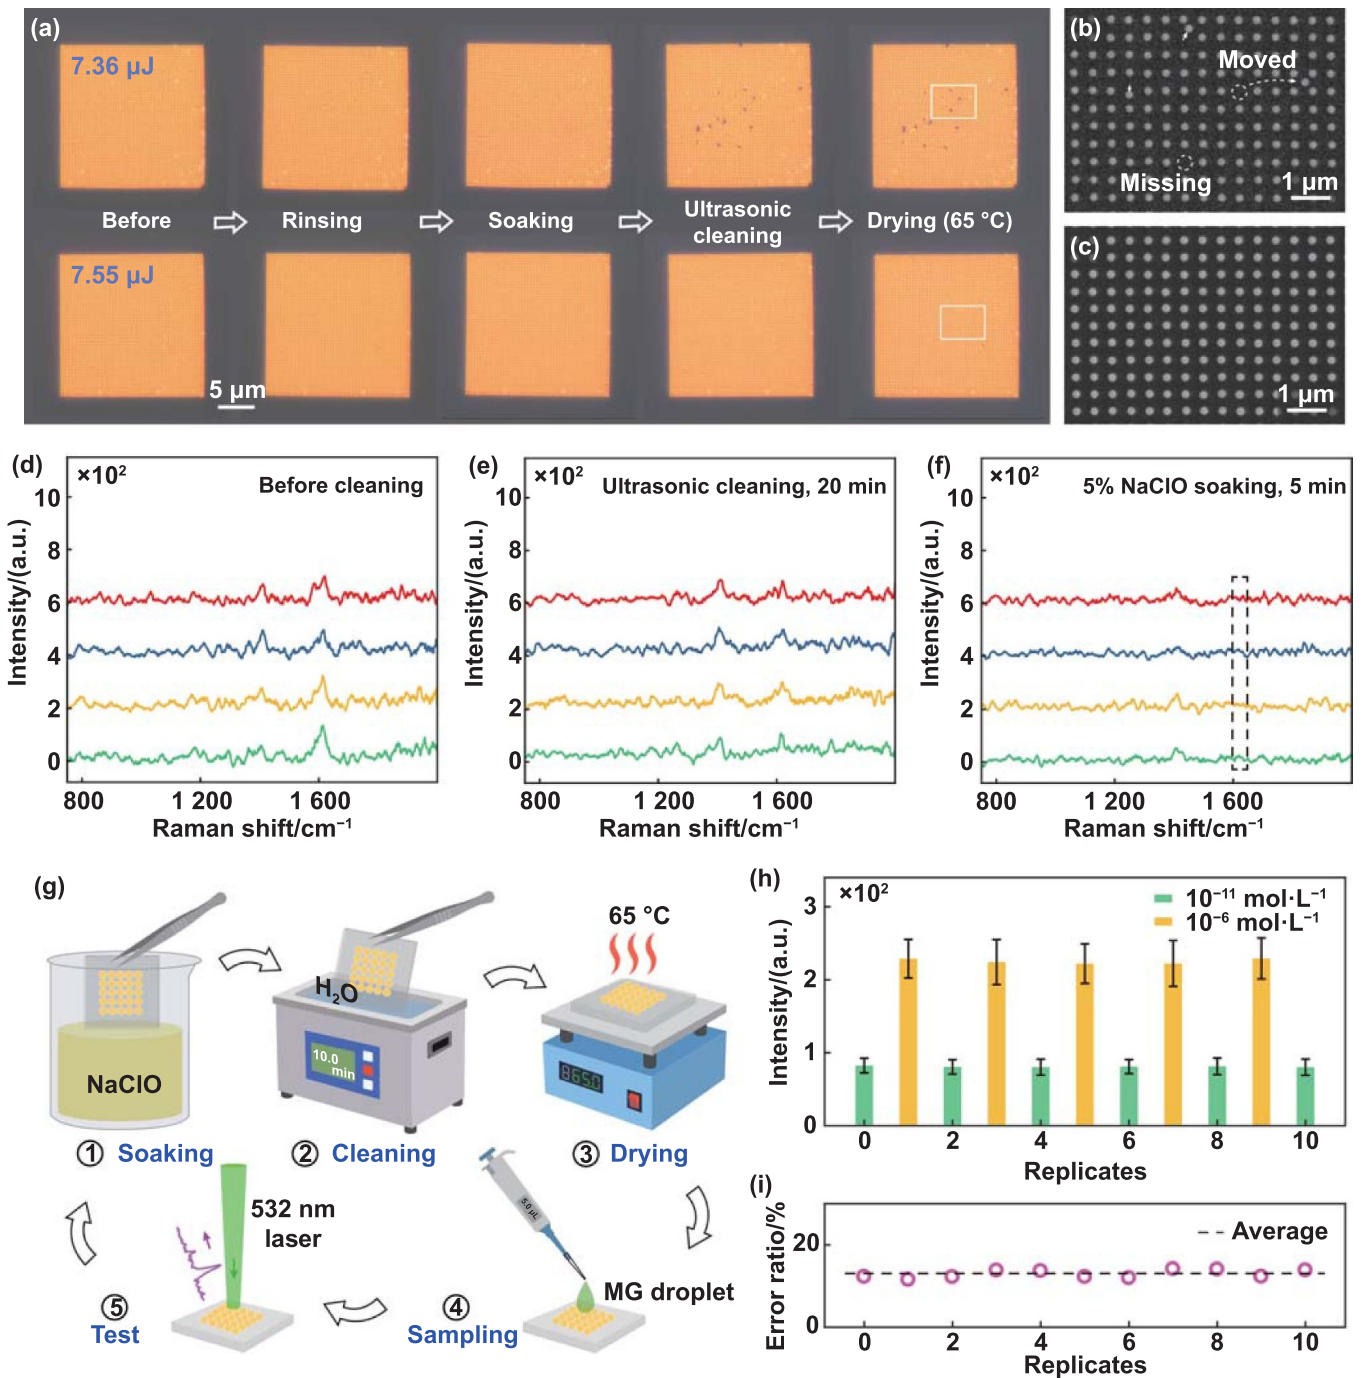 (a)
7.36 μJ
Before
Rinsing
Soaking
Ultrasonic
cleaning
Drying (65 °C)
7.55 μJ
5 μm
(b)
Moved
Missing
1 μm
(c)
1 μm
(d)
×10²
Before cleaning
10
8
6
4
2
0
Intensity/(a.u.)
800
1 200
1 600
Raman shift/cm⁻¹
(e)
×10²
Ultrasonic cleaning, 20 min
10
8
6
4
2
0
Intensity/(a.u.)
800
1 200
1 600
Raman shift/cm⁻¹
(f)
×10²
5% NaClO soaking, 5 min
10
8
6
4
2
0
Intensity/(a.u.)
800
1 200
1 600
Raman shift/cm⁻¹
(g)
NaClO
① Soaking
H₂O
10.0
min
② Cleaning
65 °C
③ Drying
5.0 μL
MG droplet
④
Sampling
532 nm
laser
⑤
Test
(h)
×10²
10⁻¹¹ mol·L⁻¹
10⁻⁶ mol·L⁻¹
3
2
1
0
Intensity/(a.u.)
0 2 4 6 8 10
Replicates
(i)
Average
20
0
Error ratio/%
0 2 4 6 8 10
Replicates